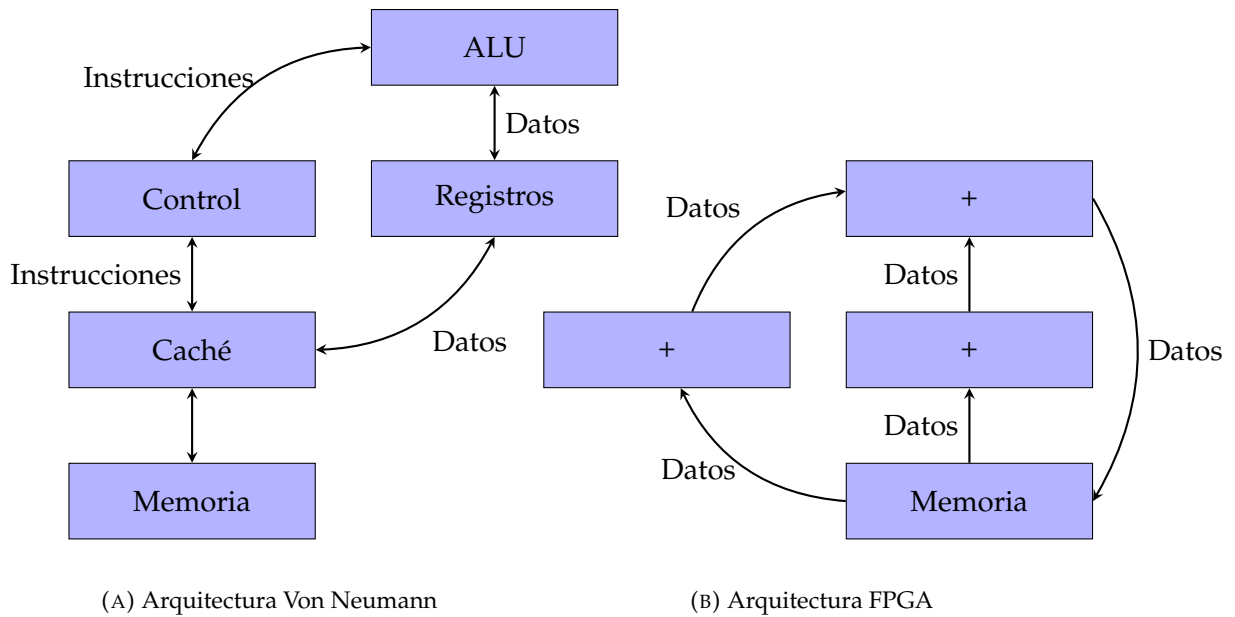 ALU
Instrucciones
Datos
Control
Registros
Instrucciones
Caché
Datos
Memoria
(A) Arquitectura Von Neumann
+
Datos
Datos
+
+
Datos
Datos
Datos
Memoria
(B) Arquitectura FPGA